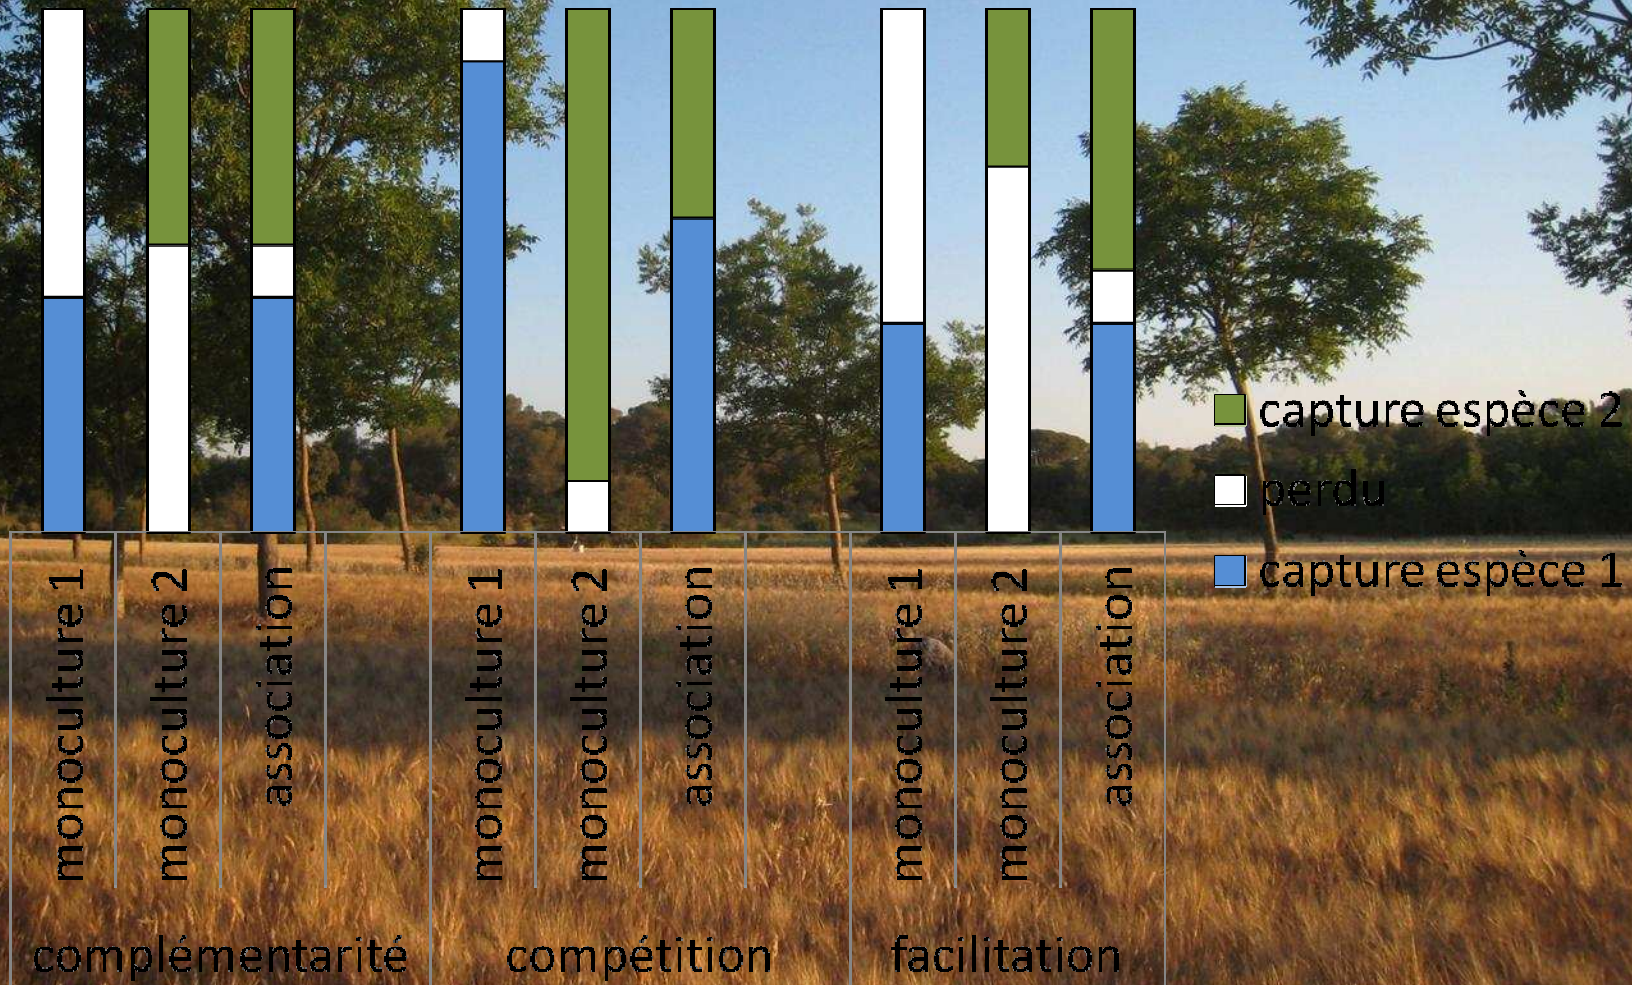 capture espèce 2
perdu
capture espèce 1
monoculture 1
monoculture 2
association
monoculture 1
monoculture 2
association
monoculture 1
monoculture 2
association
complémentarité
compétition
facilitation